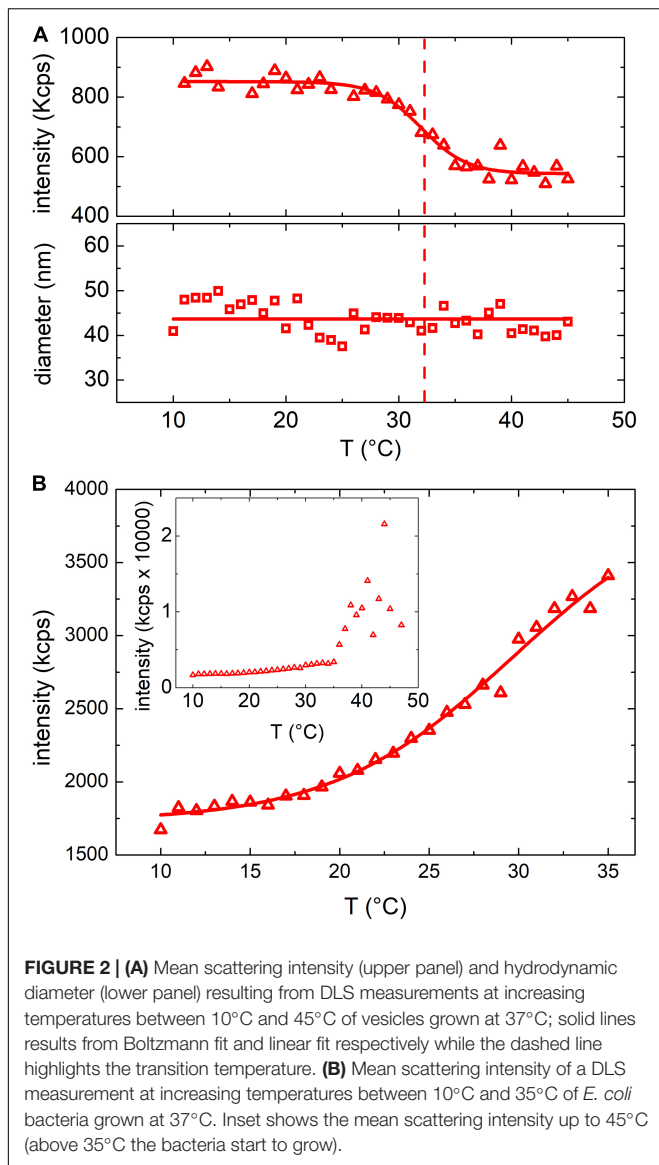 A
1000
800
600
400
intensity (Kcps)
60
50
40
30
diameter (nm)
10 20 30 40 50
T (°C)
B
4000
3500
3000
2500
2000
1500
intensity (kcps)
2
1
0
intensity (kcps x 10000)
10 20 30 40 50
T (°C)
10 15 20 25 30 35
T (°C)
FIGURE 2 | (A) Mean scattering intensity (upper panel) and hydrodynamic
diameter (lower panel) resulting from DLS measurements at increasing
temperatures between 10°C and 45°C of vesicles grown at 37°C; solid lines
results from Boltzmann fit and linear fit respectively while the dashed line
highlights the transition temperature. (B) Mean scattering intensity of a DLS
measurement at increasing temperatures between 10°C and 35°C of E. coli
bacteria grown at 37°C. Inset shows the mean scattering intensity up to 45°C
(above 35°C the bacteria start to grow).